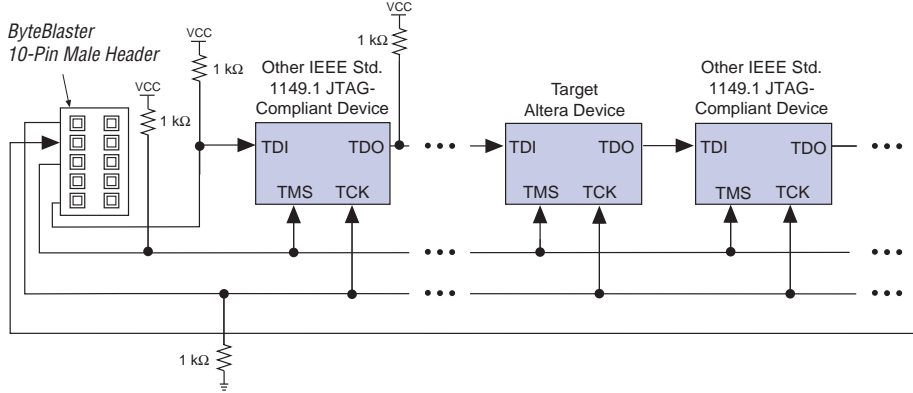 ByteBlaster
10-Pin Male Header
VCC
1 kΩ
VCC
1 kΩ
VCC
1 kΩ
Other IEEE Std.
1149.1 JTAG-
Compliant Device
TDI
TDO
TMS
TCK
Target
Altera Device
TDI
TDO
TMS
TCK
Other IEEE Std.
1149.1 JTAG-
Compliant Device
TDI
TDO
TMS
TCK
1 kΩ